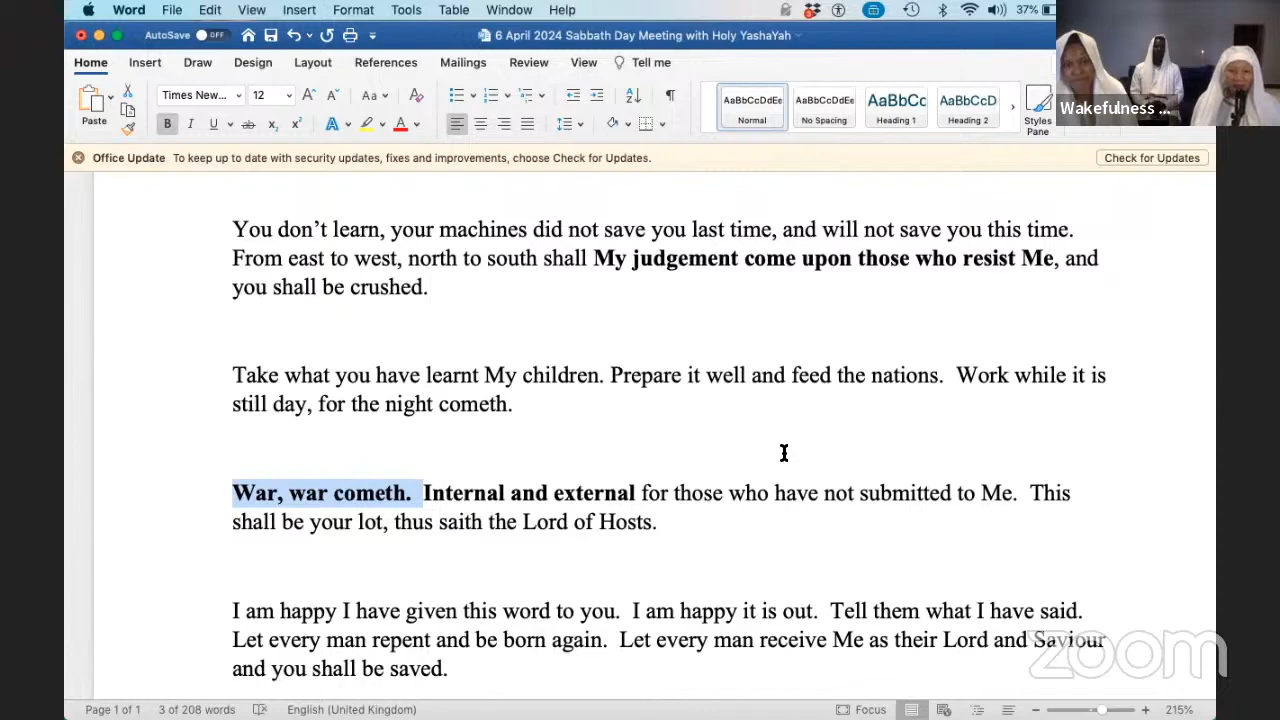 Word File Edit View Insert Format Tools Table Window Help 37%
AutoSave OFF 6 April 2024 Sabbath Day Meeting with Holy YashaYah
Home Insert Draw Design Layout References Mailings Review View Tell me
Paste Times New... 12 AaBbCcDdEe AaBbCcDdEe AaBbCc AaBbCcD
Normal No Spacing Heading 1 Heading 2 Styles
Pane
Wakefulness ...
Office Update To keep up to date with security updates, fixes and improvements, choose Check for Updates. Check for Updates
You don’t learn, your machines did not save you last time, and will not save you this time.
From east to west, north to south shall My judgement come upon those who resist Me, and
you shall be crushed.
Take what you have learnt My children. Prepare it well and feed the nations. Work while it is
still day, for the night cometh.
War, war cometh. Internal and external for those who have not submitted to Me. This
shall be your lot, thus saith the Lord of Hosts.
I am happy I have given this word to you. I am happy it is out. Tell them what I have said.
Let every man repent and be born again. Let every man receive Me as their Lord and Saviour
and you shall be saved.
zoom
Page 1 of 1 3 of 208 words English (United Kingdom) Focus 215%